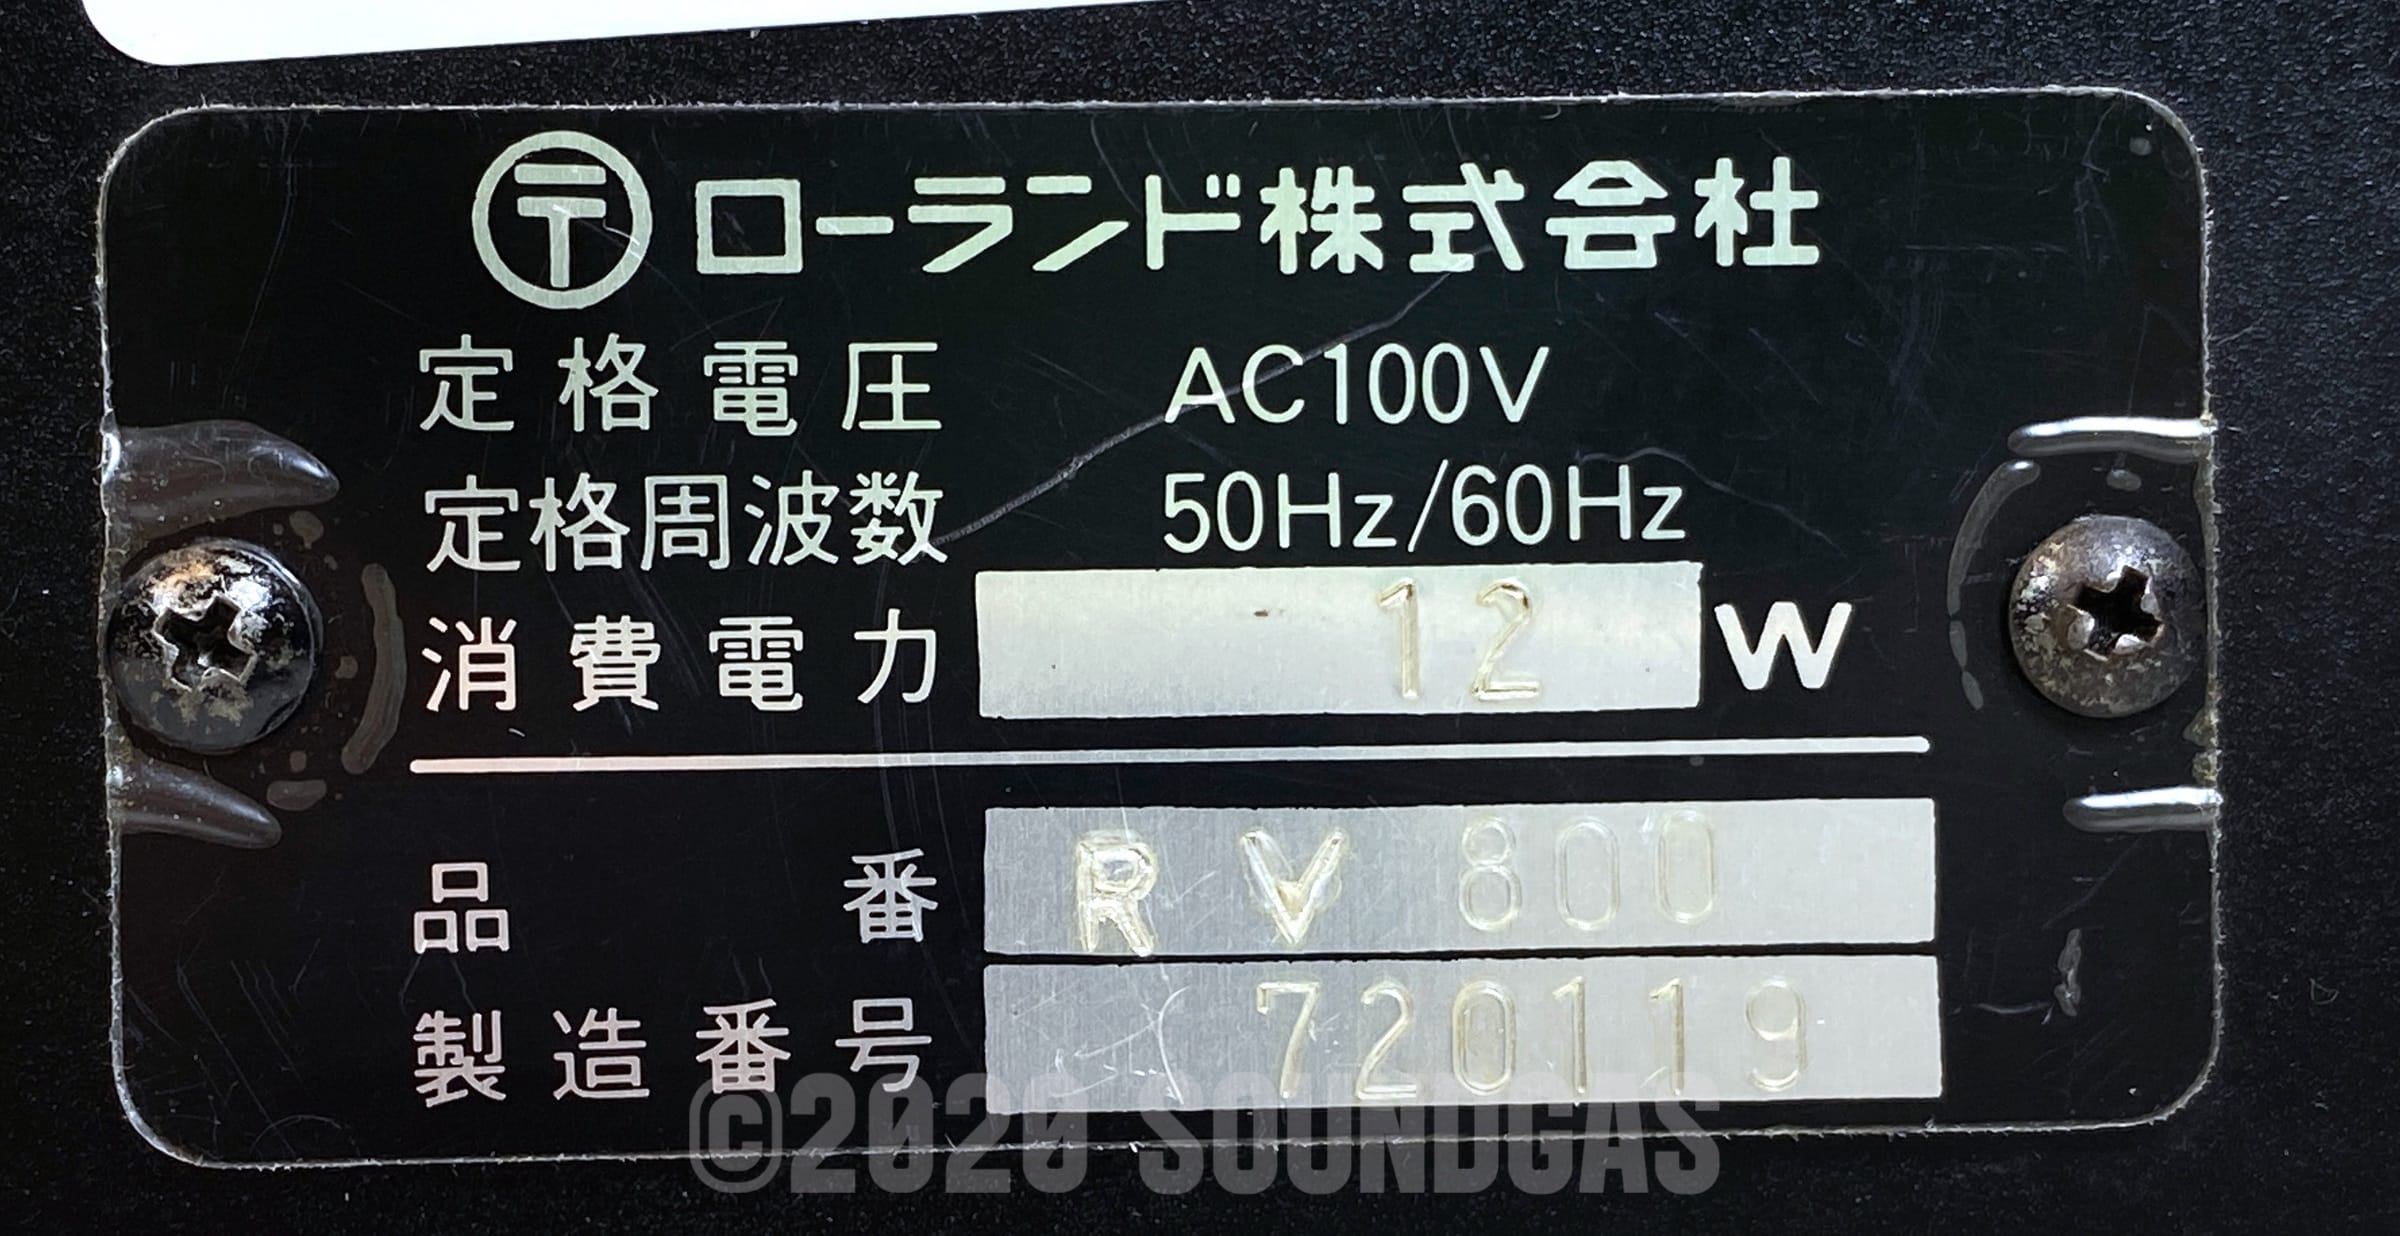 〒 ローランド株式会社
定格電圧 AC100V
定格周波数 50Hz/60Hz
消費電力 12 W
品番 RV 800
製造番号 720119
©2020 SOUNDGAS